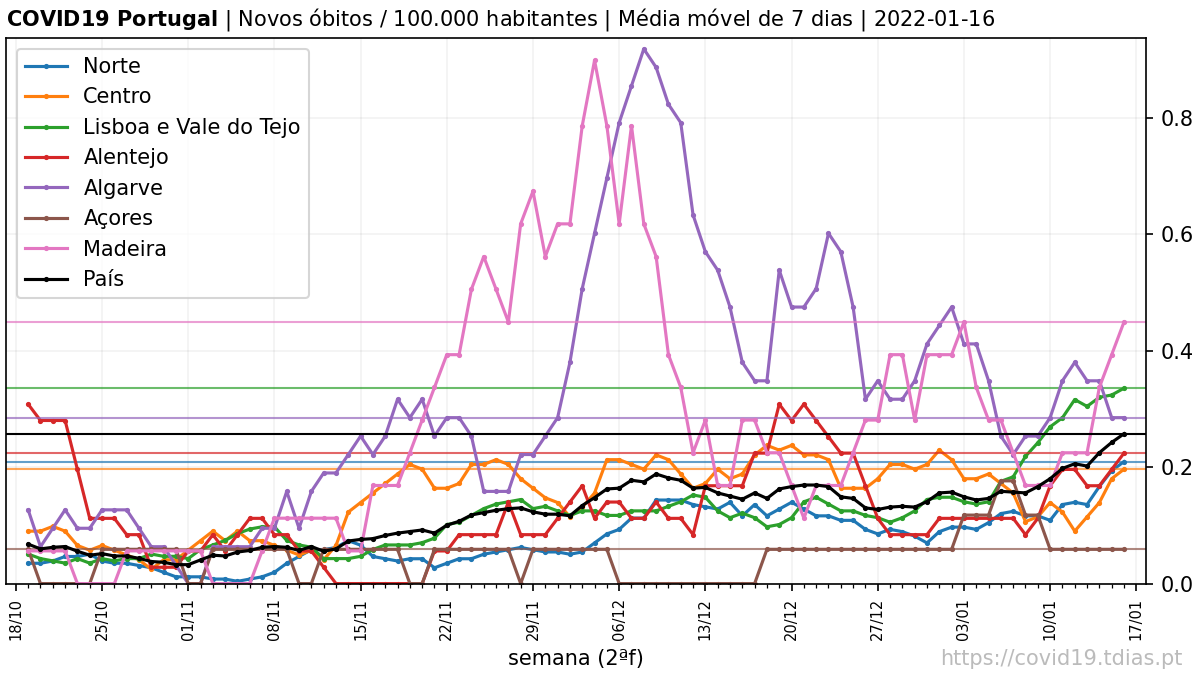 COVID19 Portugal | Novos óbitos / 100.000 habitantes | Média móvel de 7 dias | 2022-01-16
Norte
Centro
Lisboa e Vale do Tejo
Alentejo
Algarve
Açores
Madeira
País
0.8
0.6
0.4
0.2
0.0
18/10
25/10
01/11
08/11
15/11
22/11
29/11
06/12
13/12
20/12
27/12
03/01
10/01
17/01
semana (2ªf)
https://covid19.tdias.pt